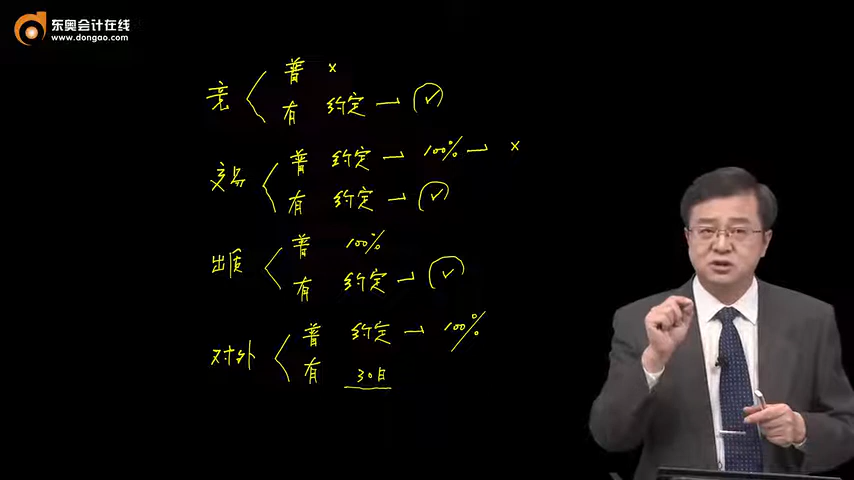 东奥会计在线
www.dongao.com
竞 普 ×
有 约定 → ✓
交易 普 约定 → 100% → ×
有 约定 → ✓
出质 普 100%
有 约定 → ✓
对外 普 约定 → 100%
有 30日